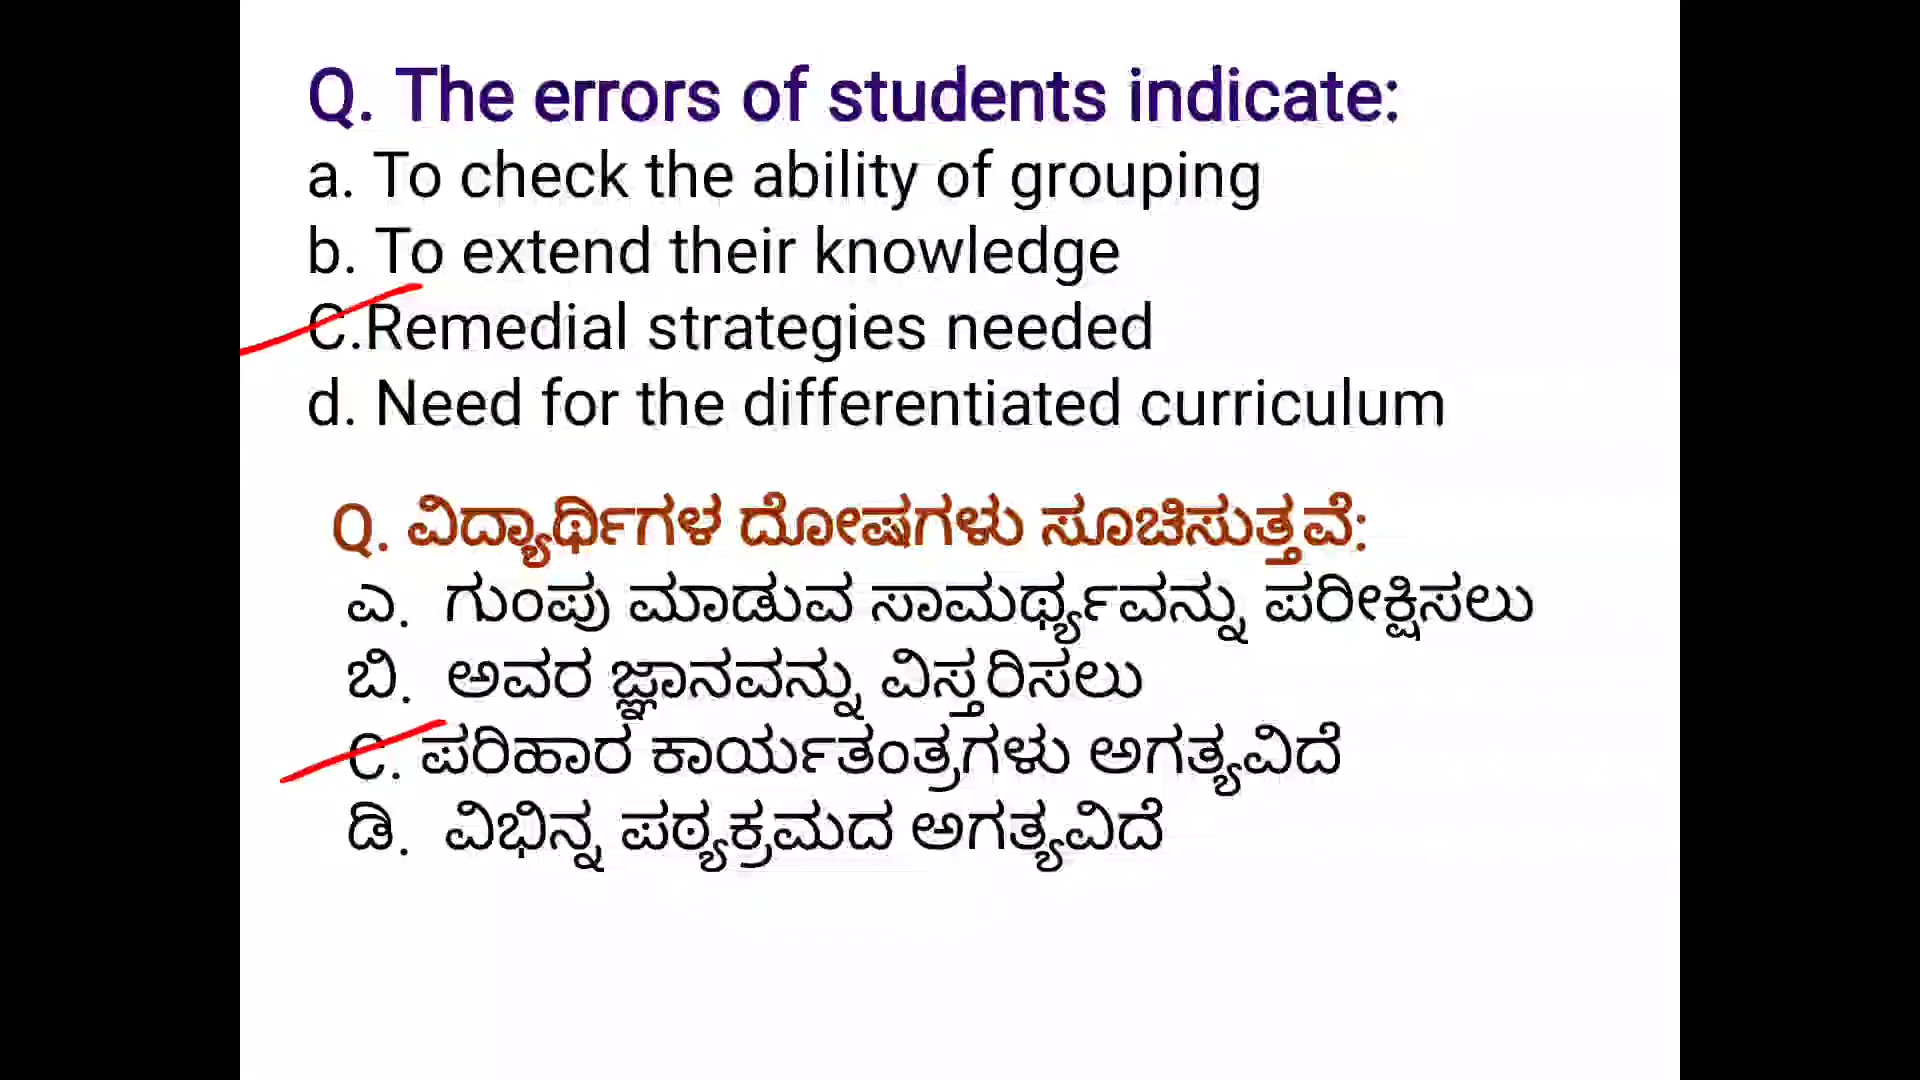 Q. The errors of students indicate:
a. To check the ability of grouping
b. To extend their knowledge
C.Remedial strategies needed
d. Need for the differentiated curriculum
Q. ವಿದ್ಯಾರ್ಥಿಗಳ ದೋಷಗಳು ಸೂಚಿಸುತ್ತವೆ:
ಎ. ಗುಂಪು ಮಾಡುವ ಸಾಮರ್ಥ್ಯವನ್ನು ಪರೀಕ್ಷಿಸಲು
ಬಿ. ಅವರ ಜ್ಞಾನವನ್ನು ವಿಸ್ತರಿಸಲು
C. ಪರಿಹಾರ ಕಾರ್ಯತಂತ್ರಗಳು ಅಗತ್ಯವಿದೆ
ಡಿ. ವಿಭಿನ್ನ ಪಠ್ಯಕ್ರಮದ ಅಗತ್ಯವಿದೆ